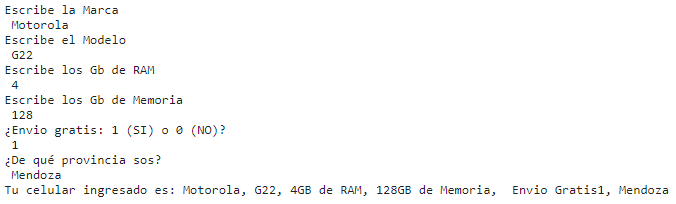 Escribe la Marca
Motorola
Escribe el Modelo
G22
Escribe los Gb de RAM
4
Escribe los Gb de Memoria
128
¿Envio gratis: 1 (SI) o 0 (NO)?
1
¿De qué provincia sos?
Mendoza
Tu celular ingresado es: Motorola, G22, 4GB de RAM, 128GB de Memoria,  Envio Gratis1, Mendoza